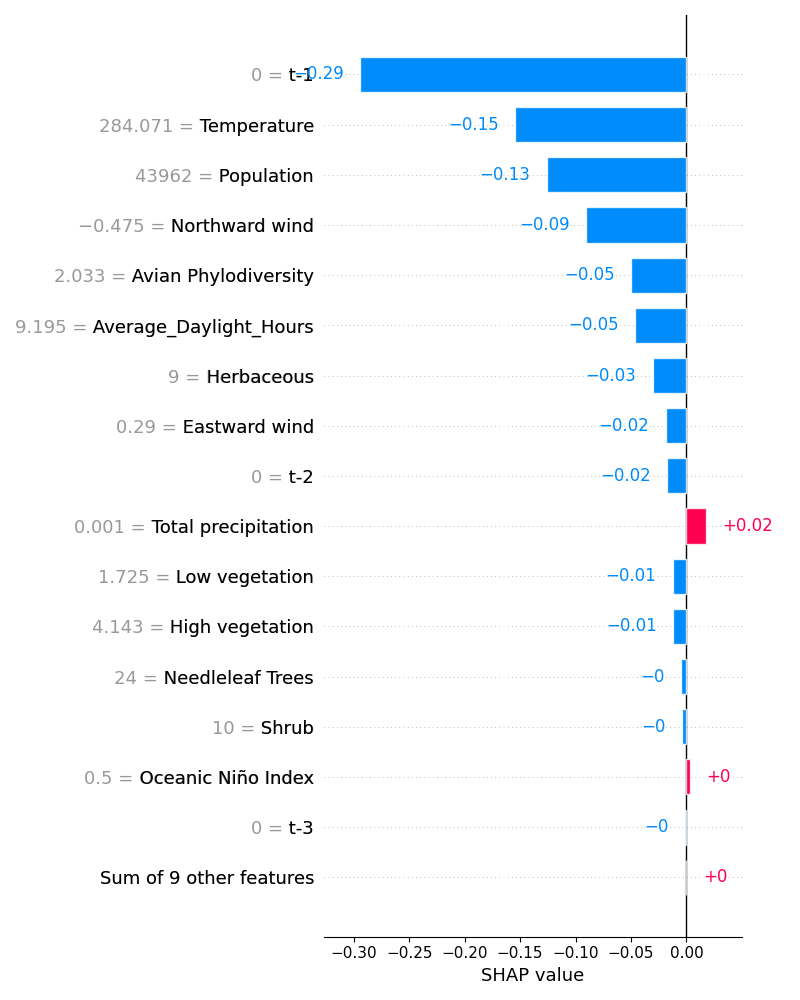 0 = t-1 −0.29
284.071 = Temperature −0.15
43962 = Population −0.13
−0.475 = Northward wind −0.09
2.033 = Avian Phylodiversity −0.05
9.195 = Average_Daylight_Hours −0.05
9 = Herbaceous −0.03
0.29 = Eastward wind −0.02
0 = t-2 −0.02
0.001 = Total precipitation +0.02
1.725 = Low vegetation −0.01
4.143 = High vegetation −0.01
24 = Needleleaf Trees −0
10 = Shrub −0
0.5 = Oceanic Niño Index +0
0 = t-3 −0
Sum of 9 other features +0
−0.30 −0.25 −0.20 −0.15 −0.10 −0.05 0.00
SHAP value